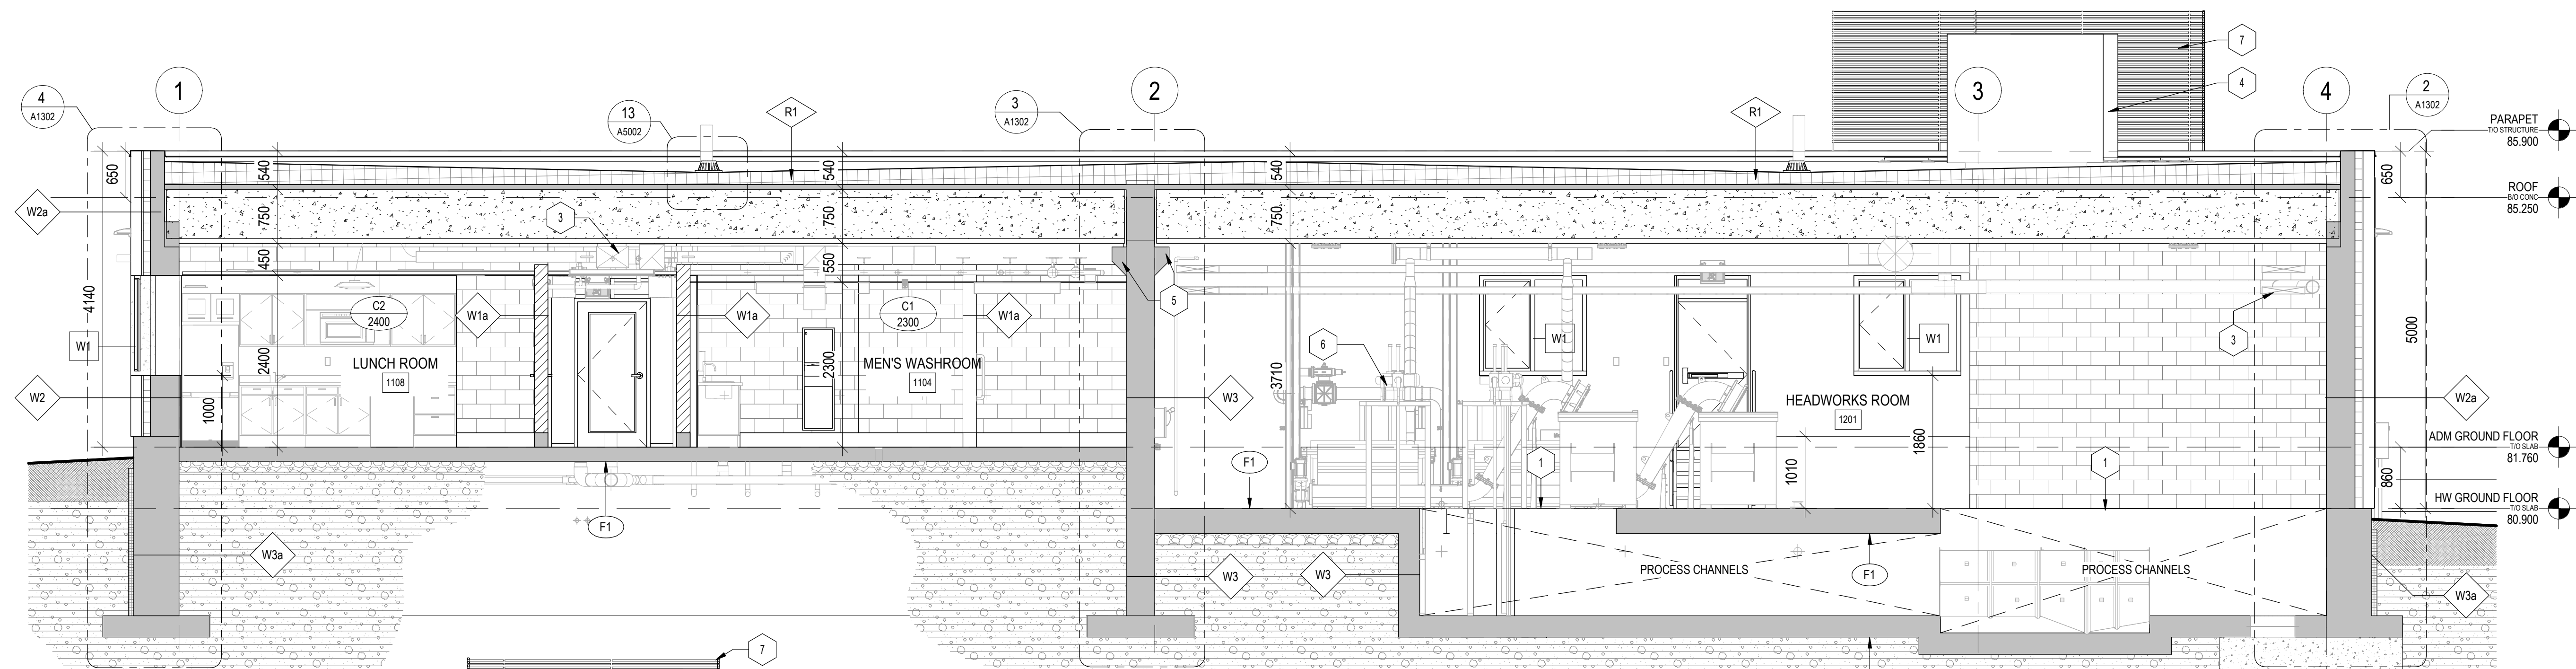 7
4
4
A1302
1
13
A5002
R1
3
A1302
2
R1
3
4
2
A1302
PARAPET
T/O STRUCTURE
85.900
650
540
540
540
650
ROOF
B/O CONC
85.250
W2a
3
750
750
750
450
550
5
4140
C2
2400
W1a
W1a
C1
2300
W1a
3
5000
W1
6
W1
W1
2400
LUNCH ROOM
1108
2300
MEN'S WASHROOM
1104
3710
W2
1000
W3
HEADWORKS ROOM
1201
W2a
1860
ADM GROUND FLOOR
T/O SLAB
81.760
F1
1
1010
1
860
HW GROUND FLOOR
T/O SLAB
80.900
F1
W3a
W3
W3
PROCESS CHANNELS
F1
PROCESS CHANNELS
W3a
7